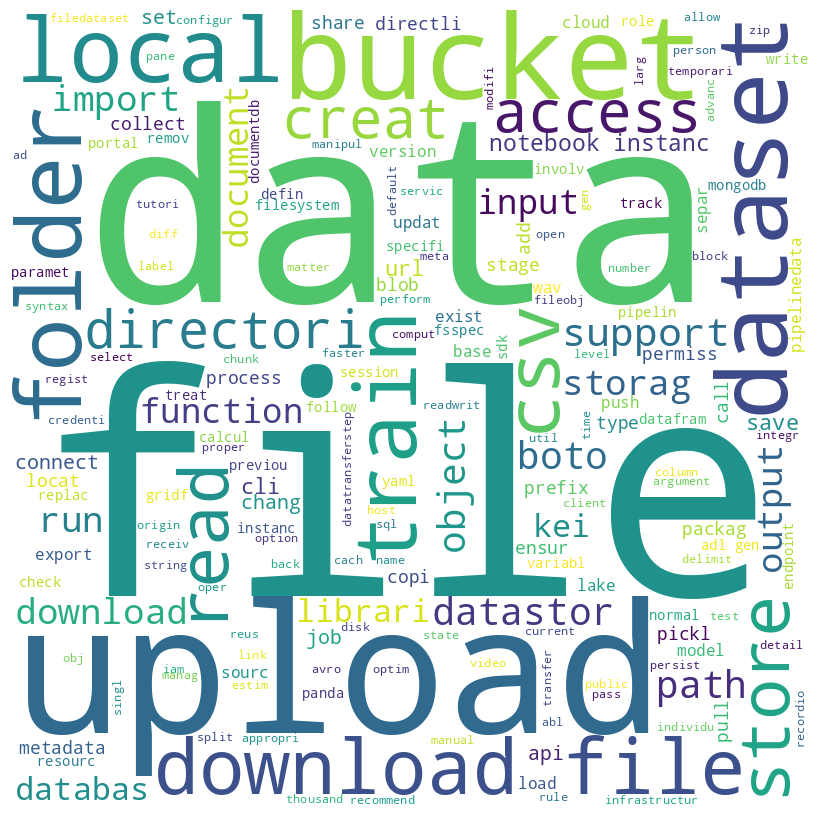 filedataset
set
configur
share
directli
cloud
role
allow
zip
local
bucket
pane
import
creat
access
person
write
larg
temporari
modifi
advanc
collect
portal
remov
documentdb
document
manipul
version
notebook instanc
dataset
ad
folder
data
tutori
defin
filesystem
default
servic
involv
gen
mongodb
input
track
separ
diff
updat
add
open
label
matter
specifi
meta
number
block
paramet
url
stage
wav
fileobj
blob
perform
pipelinedata
syntax
directori
exist
fsspec
csv
pipelin
support
permiss
select
chunk
faster
comput
train
base
sdk
level
regist
treat
process
session
storag
call
credenti
function
follow
readwrit
object
type
push
datafram
save
proper
calcul
util
time
integr
connect
previou
datatransferstep
file
boto
locat
read
cli
yaml
prefix
column
output
replac
gridf
chang
host
client
argument
run
origin
instanc
option
sql
kei
packag
export
receiv
ensur
adl gen
endpoint
string
back
cach
name
variabl
delimit
check
oper
copi
lake
download
librari
datastor
normal
test
store
upload
reus
job
disk
state
current
pickl
detail
obj
link
sourc
avro
optim
video
transfer
public
model
persist
iam
manag
singl
estim
panda
abl
pass
path
individu
pull
metadata
split
appropri
manual
api
recordio
resourc
download file
load
databas
rule
thousand
recommend
infrastructur